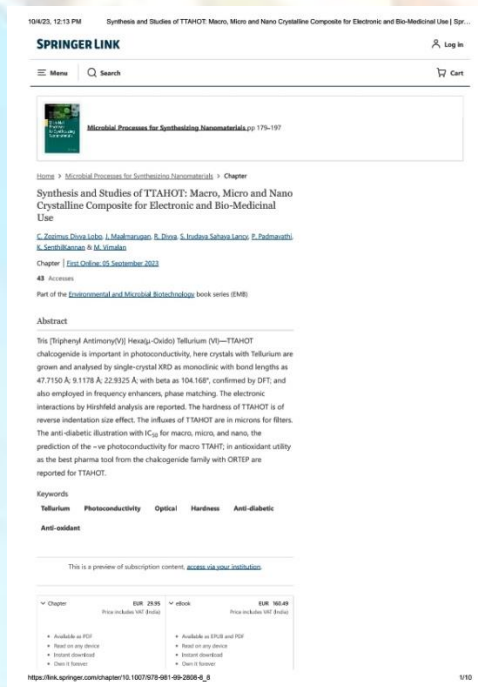 10/4/23, 12:13 PM Synthesis and Studies of TTAHOT: Macro, Micro and Nano Crystalline Composite for Electronic and Bio-Medicinal Use | Spr...
SPRINGER LINK
Log in
Menu Search Cart
Microbial Processes for Synthesizing Nanomaterials pp 179–197
Home > Microbial Processes for Synthesizing Nanomaterials > Chapter
Synthesis and Studies of TTAHOT: Macro, Micro and Nano
Crystalline Composite for Electronic and Bio-Medicinal
Use
C. Zozimus Divya Lobo, J. Maalmarugan, R. Divya, S. Irudaya Sahaya Lancy, P. Padmavathi,
K. SenthilKannan & M. Vimalan
Chapter | First Online: 05 September 2023
43 Accesses
Part of the Environmental and Microbial Biotechnology book series (EMB)
Abstract
Tris [Triphenyl Antimony(V)] Hexa(μ-Oxido) Tellurium (VI)—TTAHOT
chalcogenide is important in photoconductivity, here crystals with Tellurium are
grown and analysed by single-crystal XRD as monoclinic with bond lengths as
47.7150 Å; 9.1178 Å; 22.9325 Å; with beta as 104.168°, confirmed by DFT; and
also employed in frequency enhancers, phase matching. The electronic
interactions by Hirshfeld analysis are reported. The hardness of TTAHOT is of
reverse indentation size effect. The influxes of TTAHOT are in microns for filters.
The anti-diabetic illustration with IC50 for macro, micro, and nano, the
prediction of the –ve photoconductivity for macro TTAHT; in antioxidant utility
as the best pharma tool from the chalcogenide family with ORTEP are
reported for TTAHOT.
Keywords
Tellurium Photoconductivity Optical Hardness Anti-diabetic
Anti-oxidant
This is a preview of subscription content, access via your institution.
Chapter EUR 29.95 eBook EUR 160.49
Price includes VAT (India) Price includes VAT (India)
• Available as PDF • Available as EPUB and PDF
• Read on any device • Read on any device
• Instant download • Instant download
• Own it forever • Own it forever
https://link.springer.com/chapter/10.1007/978-981-99-2808-8_8 1/10